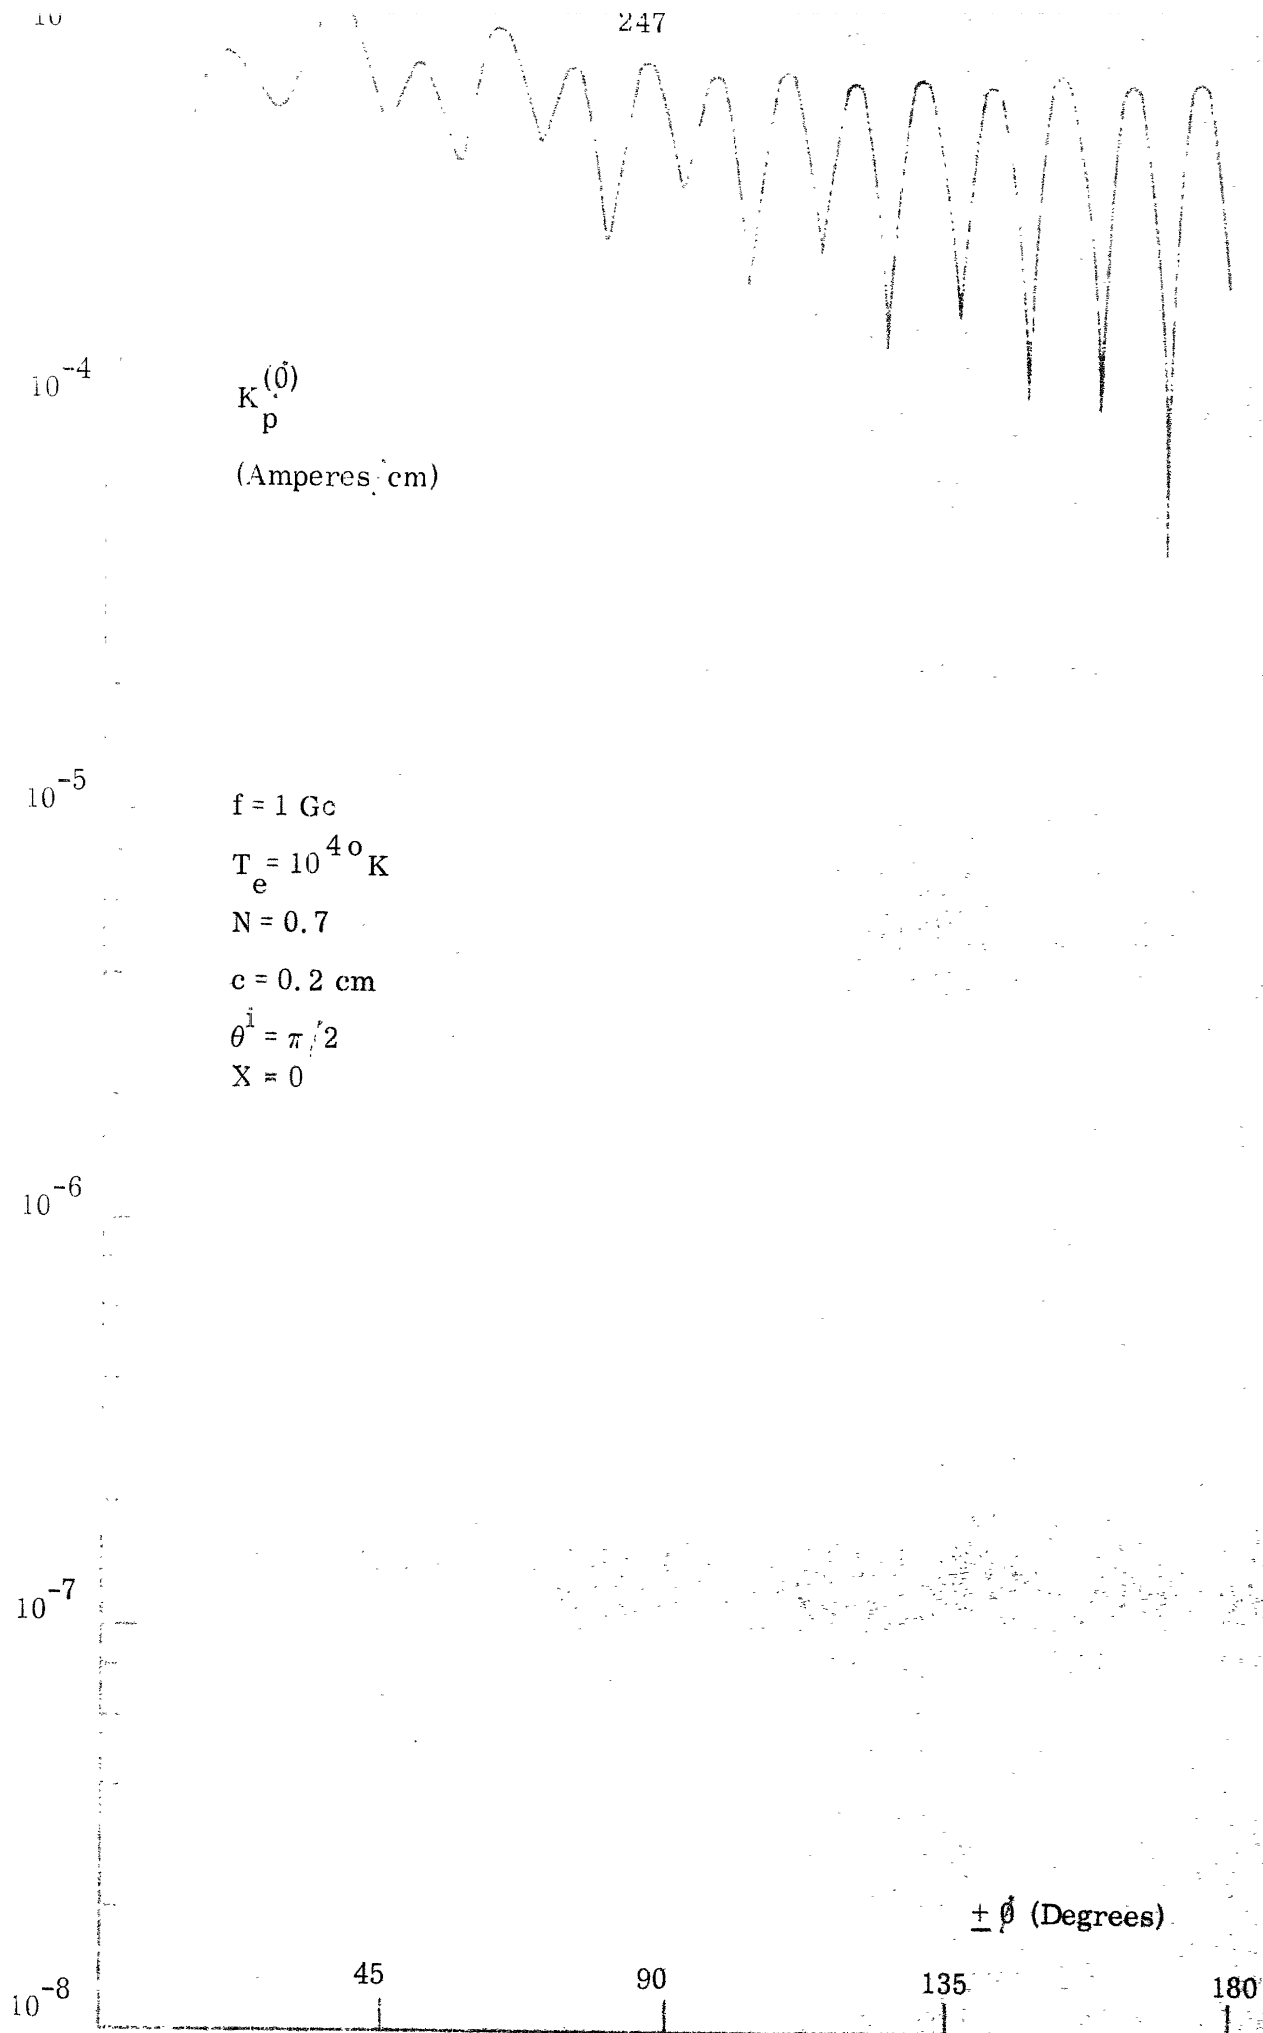 10
247
10^-4
K_p^(0)
(Amperes/cm)
10^-5
f = 1 Gc
T_e = 10^4 °K
N = 0.7
c = 0.2 cm
θ^i = π/2
X = 0
10^-6
10^-7
± ϕ (Degrees)
10^-8
45
90
135
180